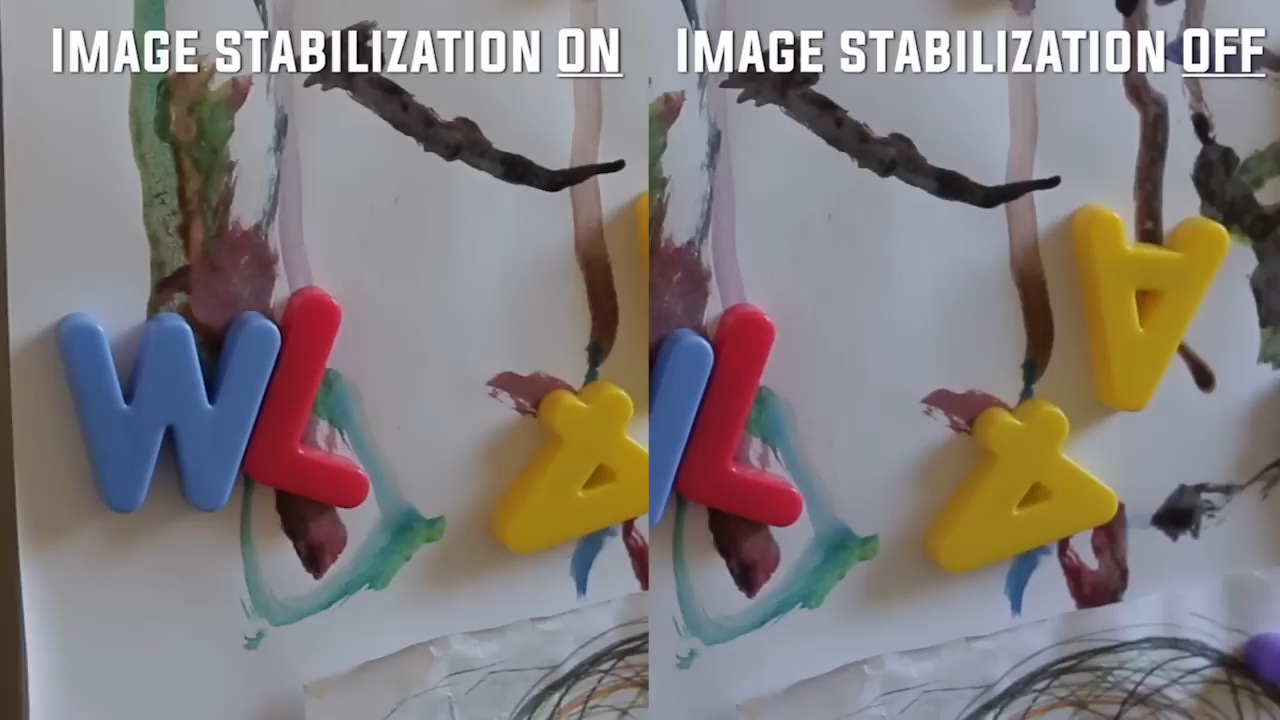 IMAGE STABILIZATION ON
IMAGE STABILIZATION OFF
WL
Ä
L
A
Ä